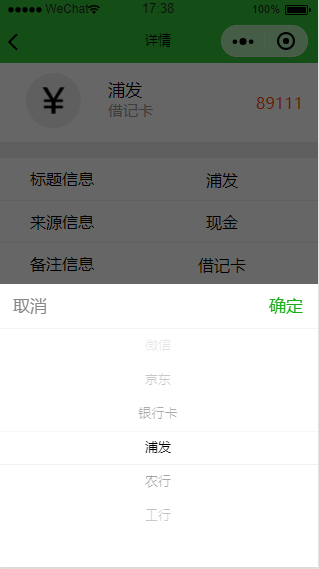 WeChat 17:38 100%
详情
¥ 浦发 89111
借记卡
标题信息 浦发
来源信息 现金
备注信息 借记卡
取消 确定
微信
京东
银行卡
浦发
农行
工行